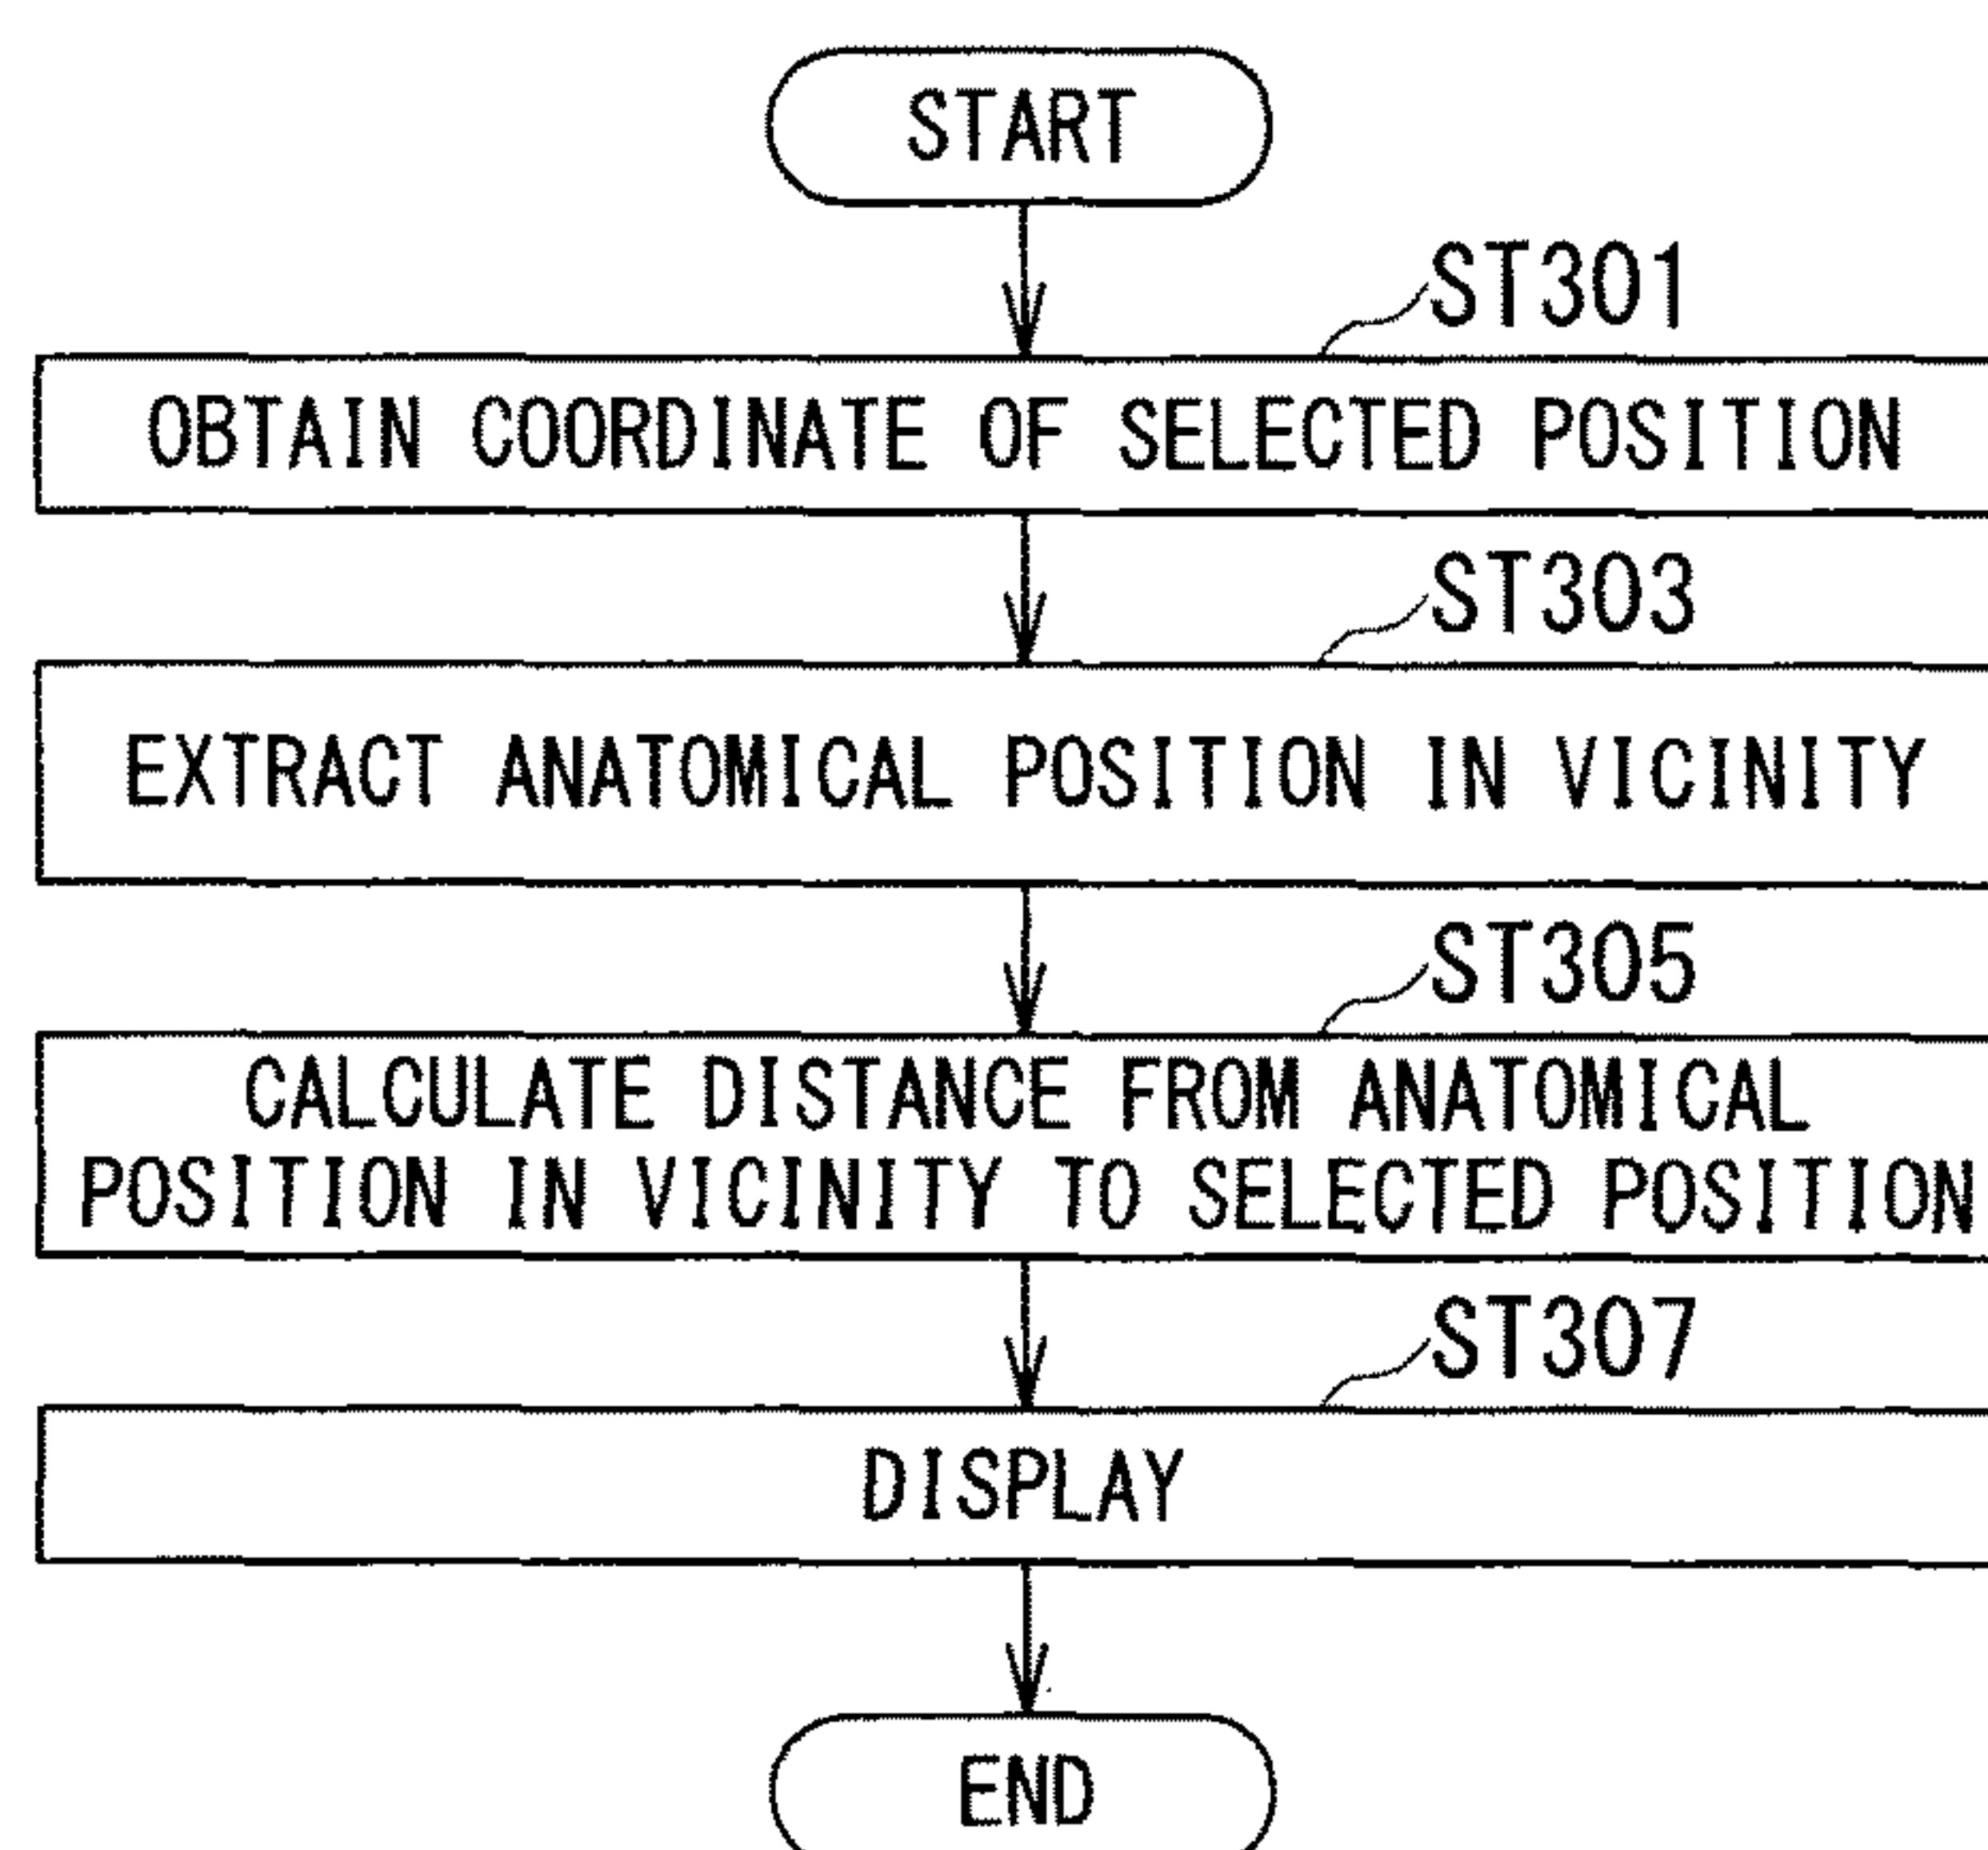 START
ST301
OBTAIN COORDINATE OF SELECTED POSITION
ST303
EXTRACT ANATOMICAL POSITION IN VICINITY
ST305
CALCULATE DISTANCE FROM ANATOMICAL
POSITION IN VICINITY TO SELECTED POSITION
ST307
DISPLAY
END